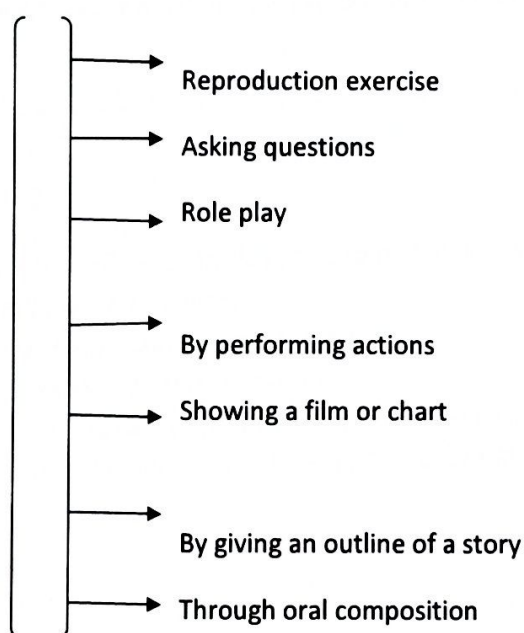 Reproduction exercise
Asking questions
Role play
By performing actions
Showing a film or chart
By giving an outline of a story
Through oral composition